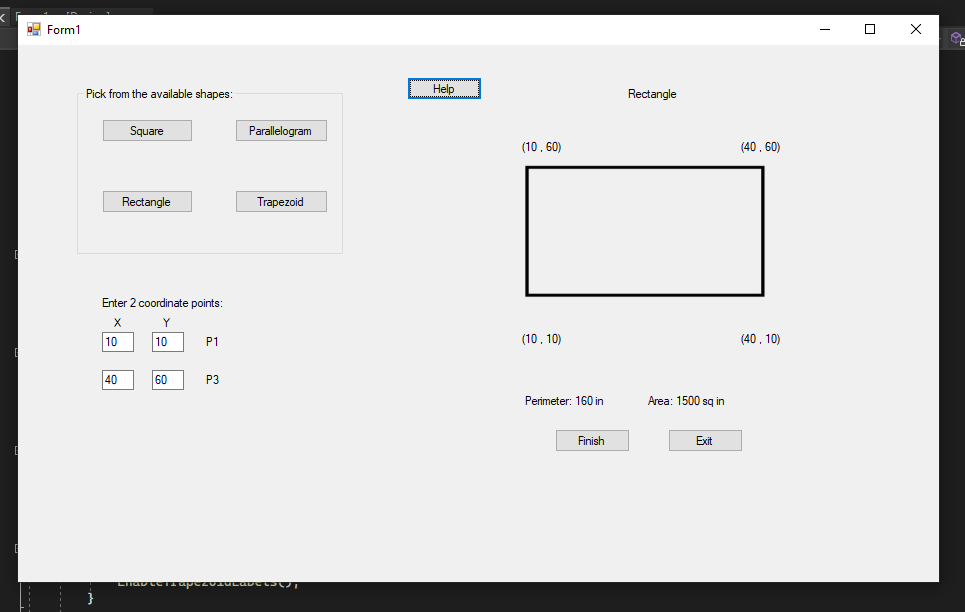 Form1
Pick from the available shapes:
Square
Parallelogram
Rectangle
Trapezoid
Help
Rectangle
(10 , 60)
(40 , 60)
(10 , 10)
(40 , 10)
Enter 2 coordinate points:
X Y
10 10 P1
40 60 P3
Perimeter: 160 in
Area: 1500 sq in
Finish
Exit
}